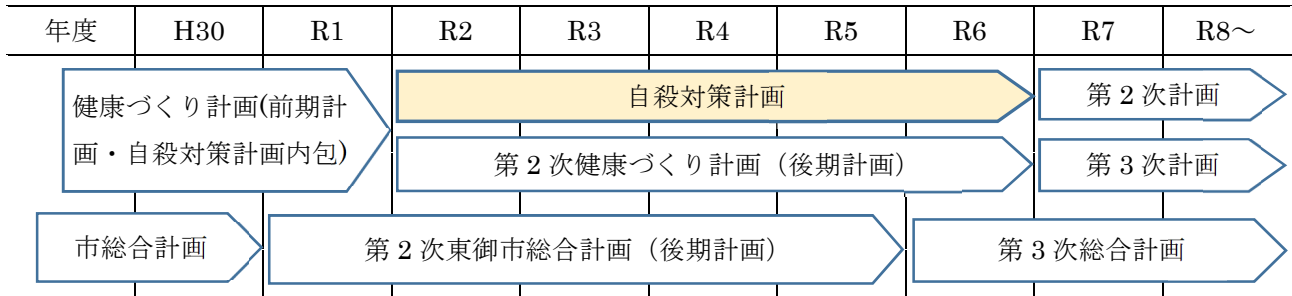 年度 H30 R1 R2 R3 R4 R5 R6 R7 R8～
健康づくり計画(前期計
画・自殺対策計画内包)
自殺対策計画
第2次計画
第2次健康づくり計画（後期計画）
第3次計画
市総合計画
第2次東御市総合計画（後期計画）
第3次総合計画